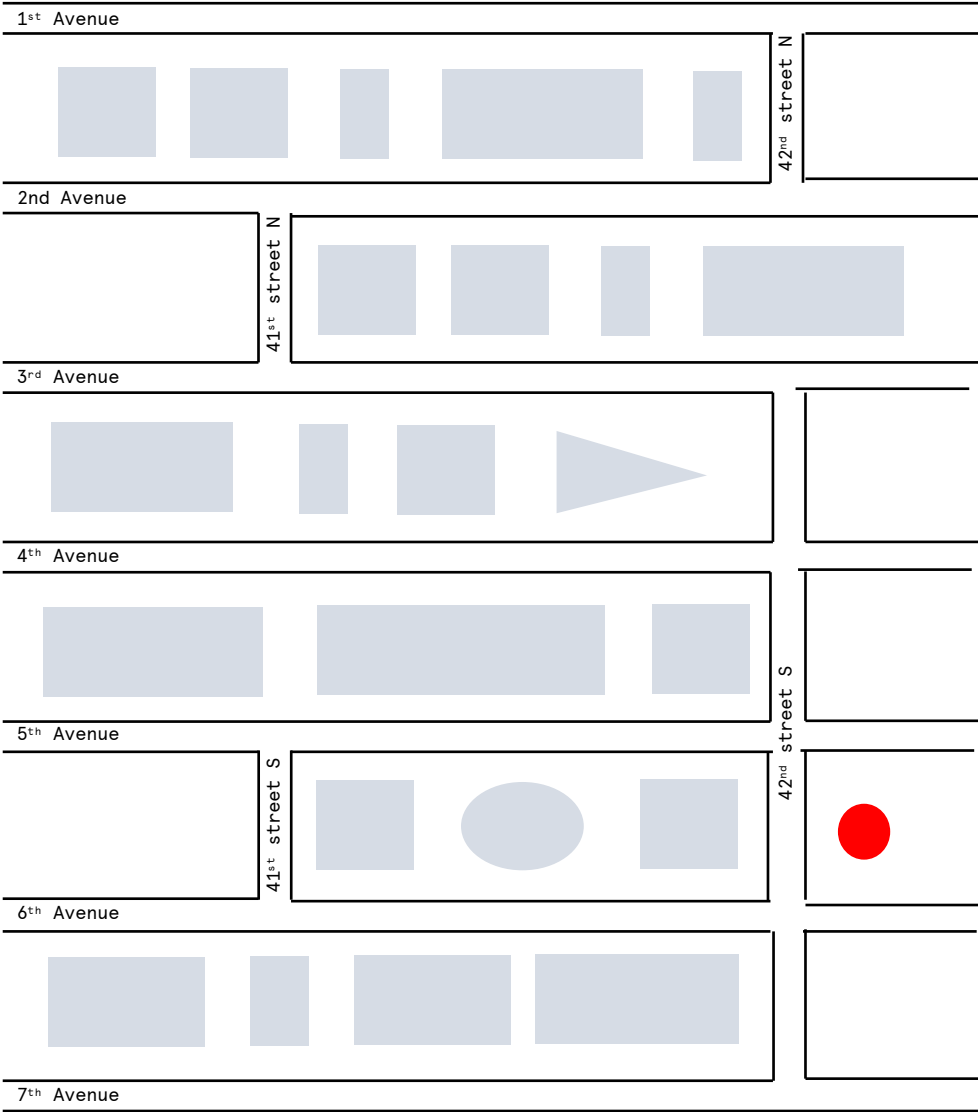 1st Avenue
42nd street N
2nd Avenue
41st street N
3rd Avenue
4th Avenue
42nd street S
5th Avenue
41st street S
6th Avenue
7th Avenue